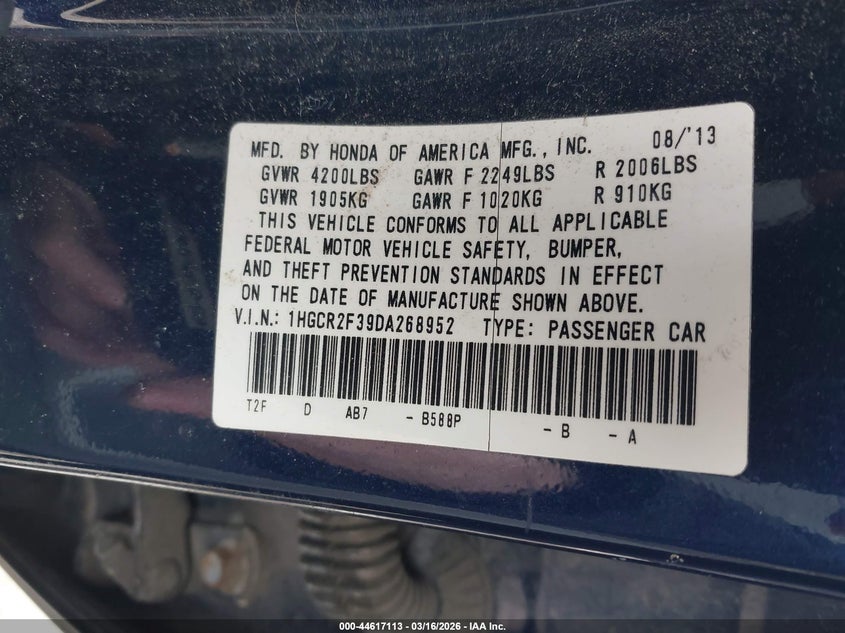 MFD. BY HONDA OF AMERICA MFG., INC. 08/'13
GVWR 4200LBS GAWR F 2249LBS R 2006LBS
GVWR 1905KG GAWR F 1020KG R 910KG
THIS VEHICLE CONFORMS TO ALL APPLICABLE
FEDERAL MOTOR VEHICLE SAFETY, BUMPER,
AND THEFT PREVENTION STANDARDS IN EFFECT
ON THE DATE OF MANUFACTURE SHOWN ABOVE.
V.I.N.: 1HGCR2F39DA268952 TYPE: PASSENGER CAR
T2F D AB7 - B588P - B - A
000-44617113 - 03/16/2026 - IAA Inc.